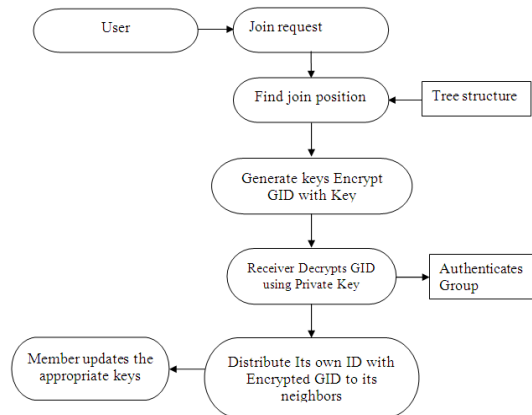 User
Join request
Find join position
Tree structure
Generate keys Encrypt
GID with Key
Receiver Decrypts GID
using Private Key
Authenticates
Group
Member updates the
appropriate keys
Distribute Its own ID with
Encrypted GID to its
neighbors